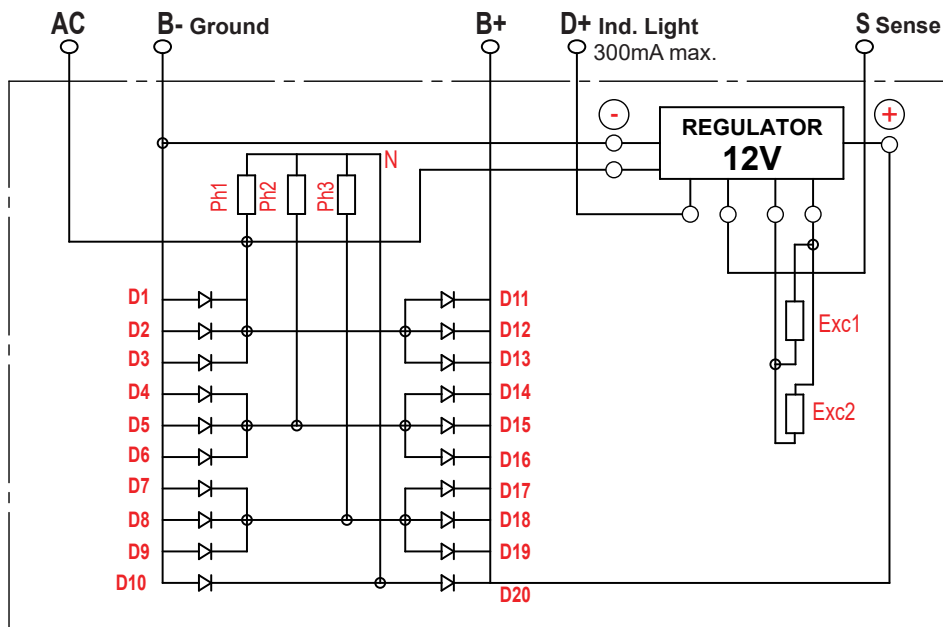 AC
B- Ground
B+
D+ Ind. Light
300mA max.
S Sense
-
REGULATOR
12V
+
N
Ph1
Ph2
Ph3
D1
D11
D2
D12
D3
D13
Exc1
D4
D14
Exc2
D5
D15
D6
D16
D7
D17
D8
D18
D9
D19
D10
D20